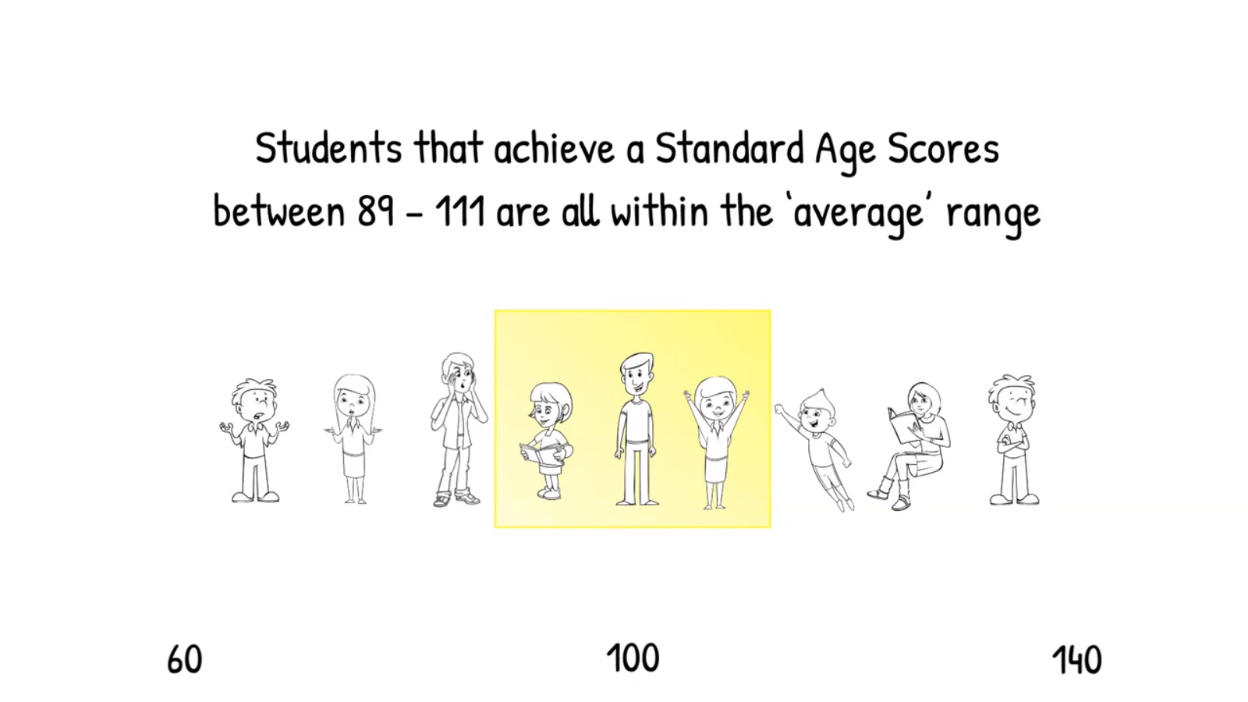 Students that achieve a Standard Age Scores
between 89 – 111 are all within the ‘average’ range
60 100 140